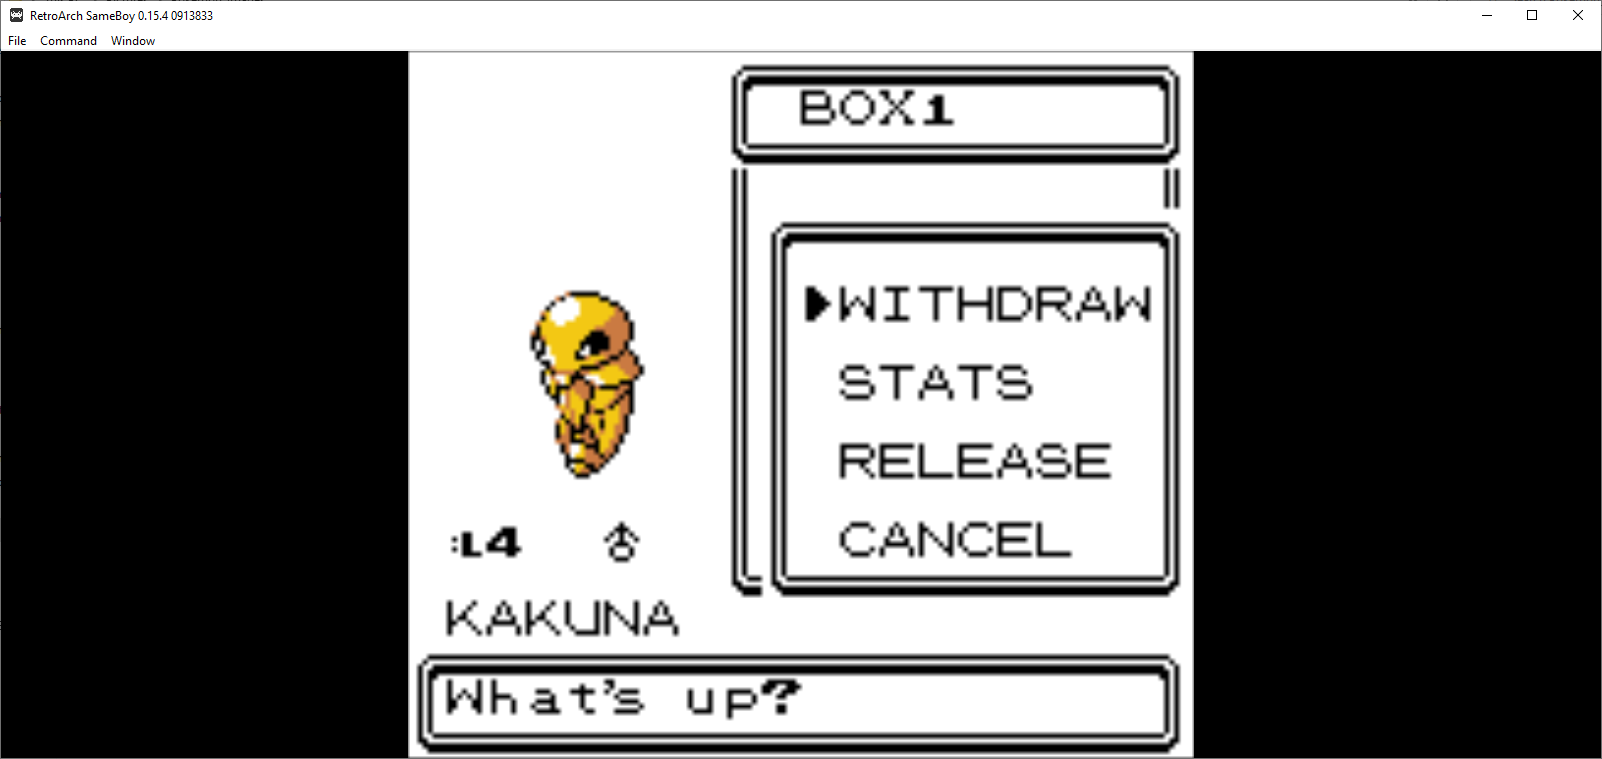 RetroArch SameBoy 0.15.4 0913833
File Command Window
BOX1
WITHDRAW
STATS
RELEASE
CANCEL
:L4 ♂
KAKUNA
What's up?